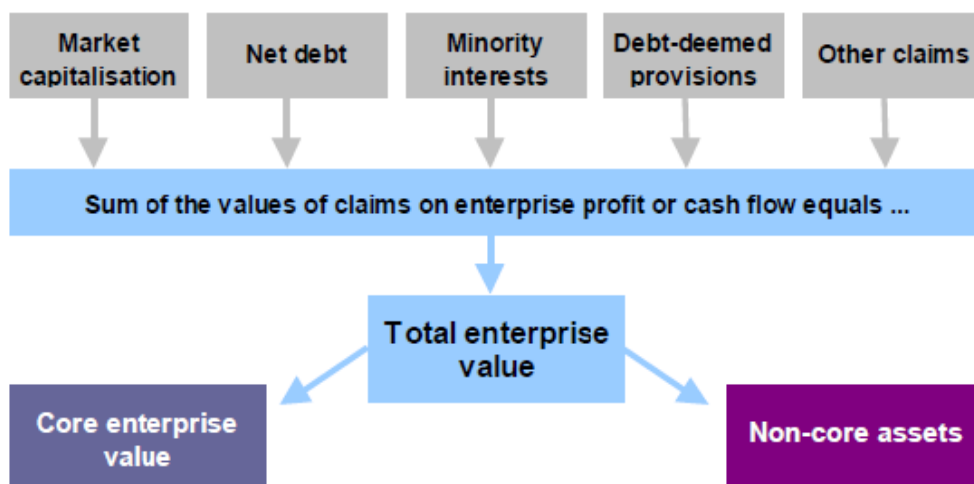 Market
capitalisation
Net debt
Minority
interests
Debt-deemed
provisions
Other claims
Sum of the values of claims on enterprise profit or cash flow equals ...
Total enterprise
value
Core enterprise
value
Non-core assets